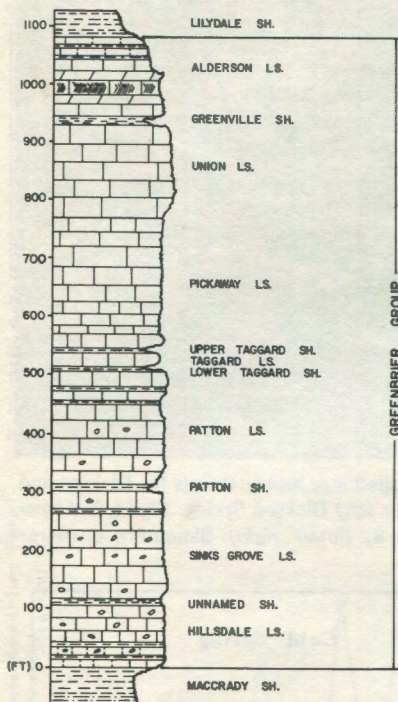 1100
LILYDALE SH.
1000
ALDERSON LS.
900
GREENVILLE SH.
800
UNION LS.
700
PICKAWAY LS.
600
UPPER TAGGARD SH.
TAGGARD LS.
500
LOWER TAGGARD SH.
400
PATTON LS.
300
PATTON SH.
200
SINKS GROVE LS.
100
UNNAMED SH.
HILLSDALE LS.
(FT) 0
MACCRADY SH.
GREENBRIER GROUP